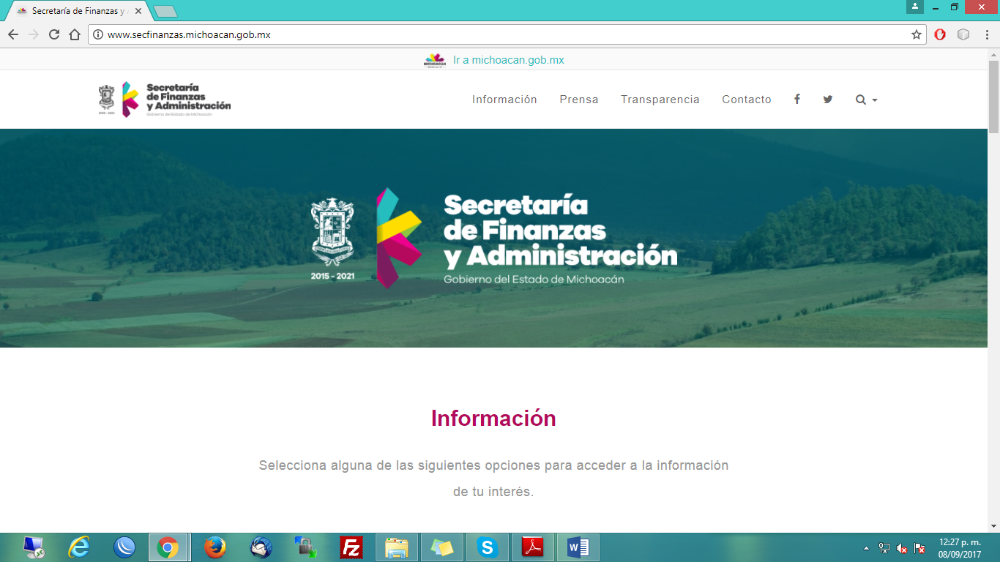 Secretaría de Finanzas y A
www.secfinanzas.michoacan.gob.mx
MICHOACÁN Ir a michoacan.gob.mx
Secretaría
de Finanzas
y Administración
Gobierno del Estado de Michoacán
2015 - 2021
Información Prensa Transparencia Contacto
Secretaría
de Finanzas
y Administración
Gobierno del Estado de Michoacán
2015 - 2021
Información
Selecciona alguna de las siguientes opciones para acceder a la información
de tu interés.
12:27 p. m.
08/09/2017